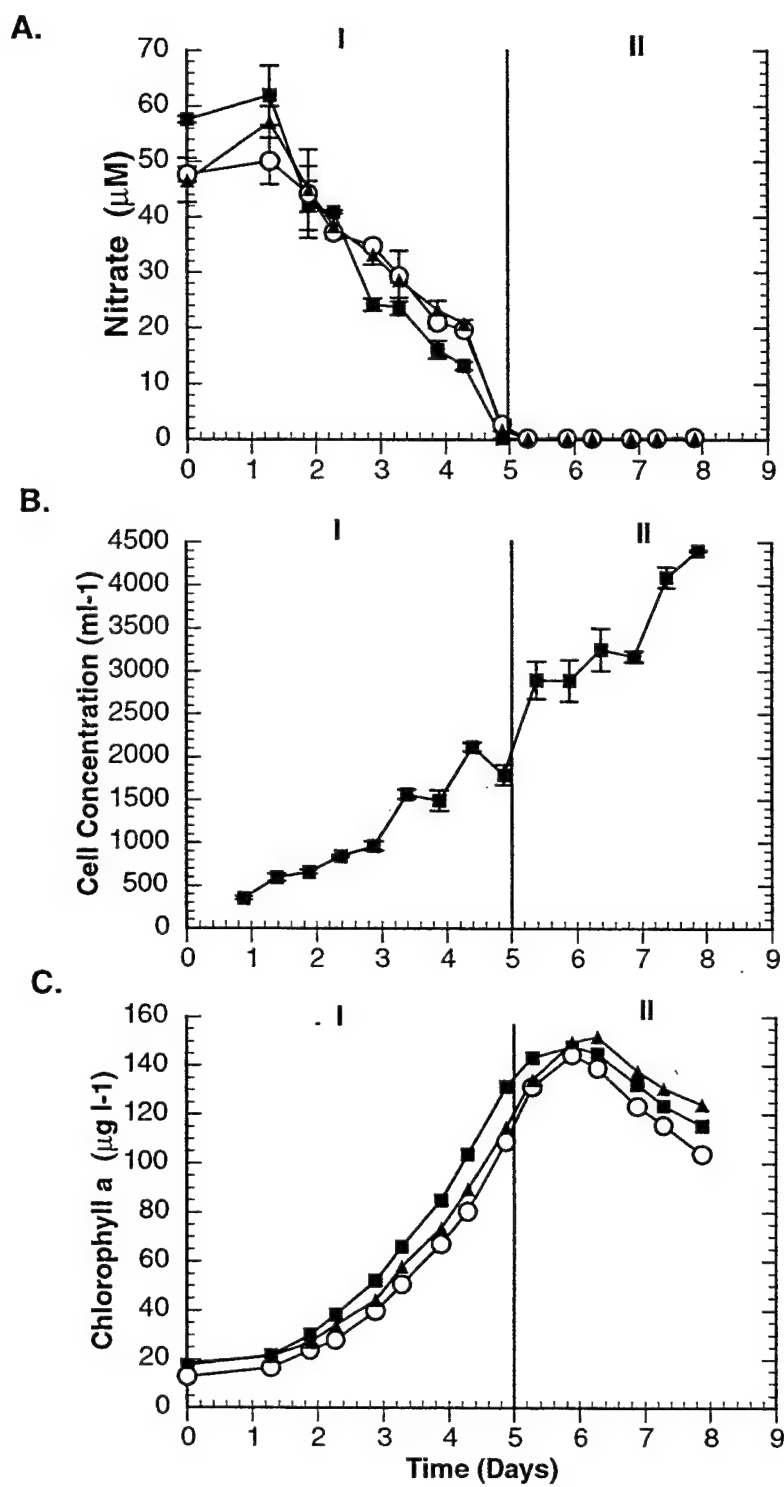 A.
I
II
70
60
50
40
30
20
10
0
Nitrate (μM)
0 1 2 3 4 5 6 7 8 9
B.
I
II
4500
4000
3500
3000
2500
2000
1500
1000
500
0
Cell Concentration (ml-1)
0 1 2 3 4 5 6 7 8 9
C.
I
II
160
140
120
100
80
60
40
20
0
Chlorophyll a (μg l-1)
0 1 2 3 4 5 6 7 8 9
Time (Days)